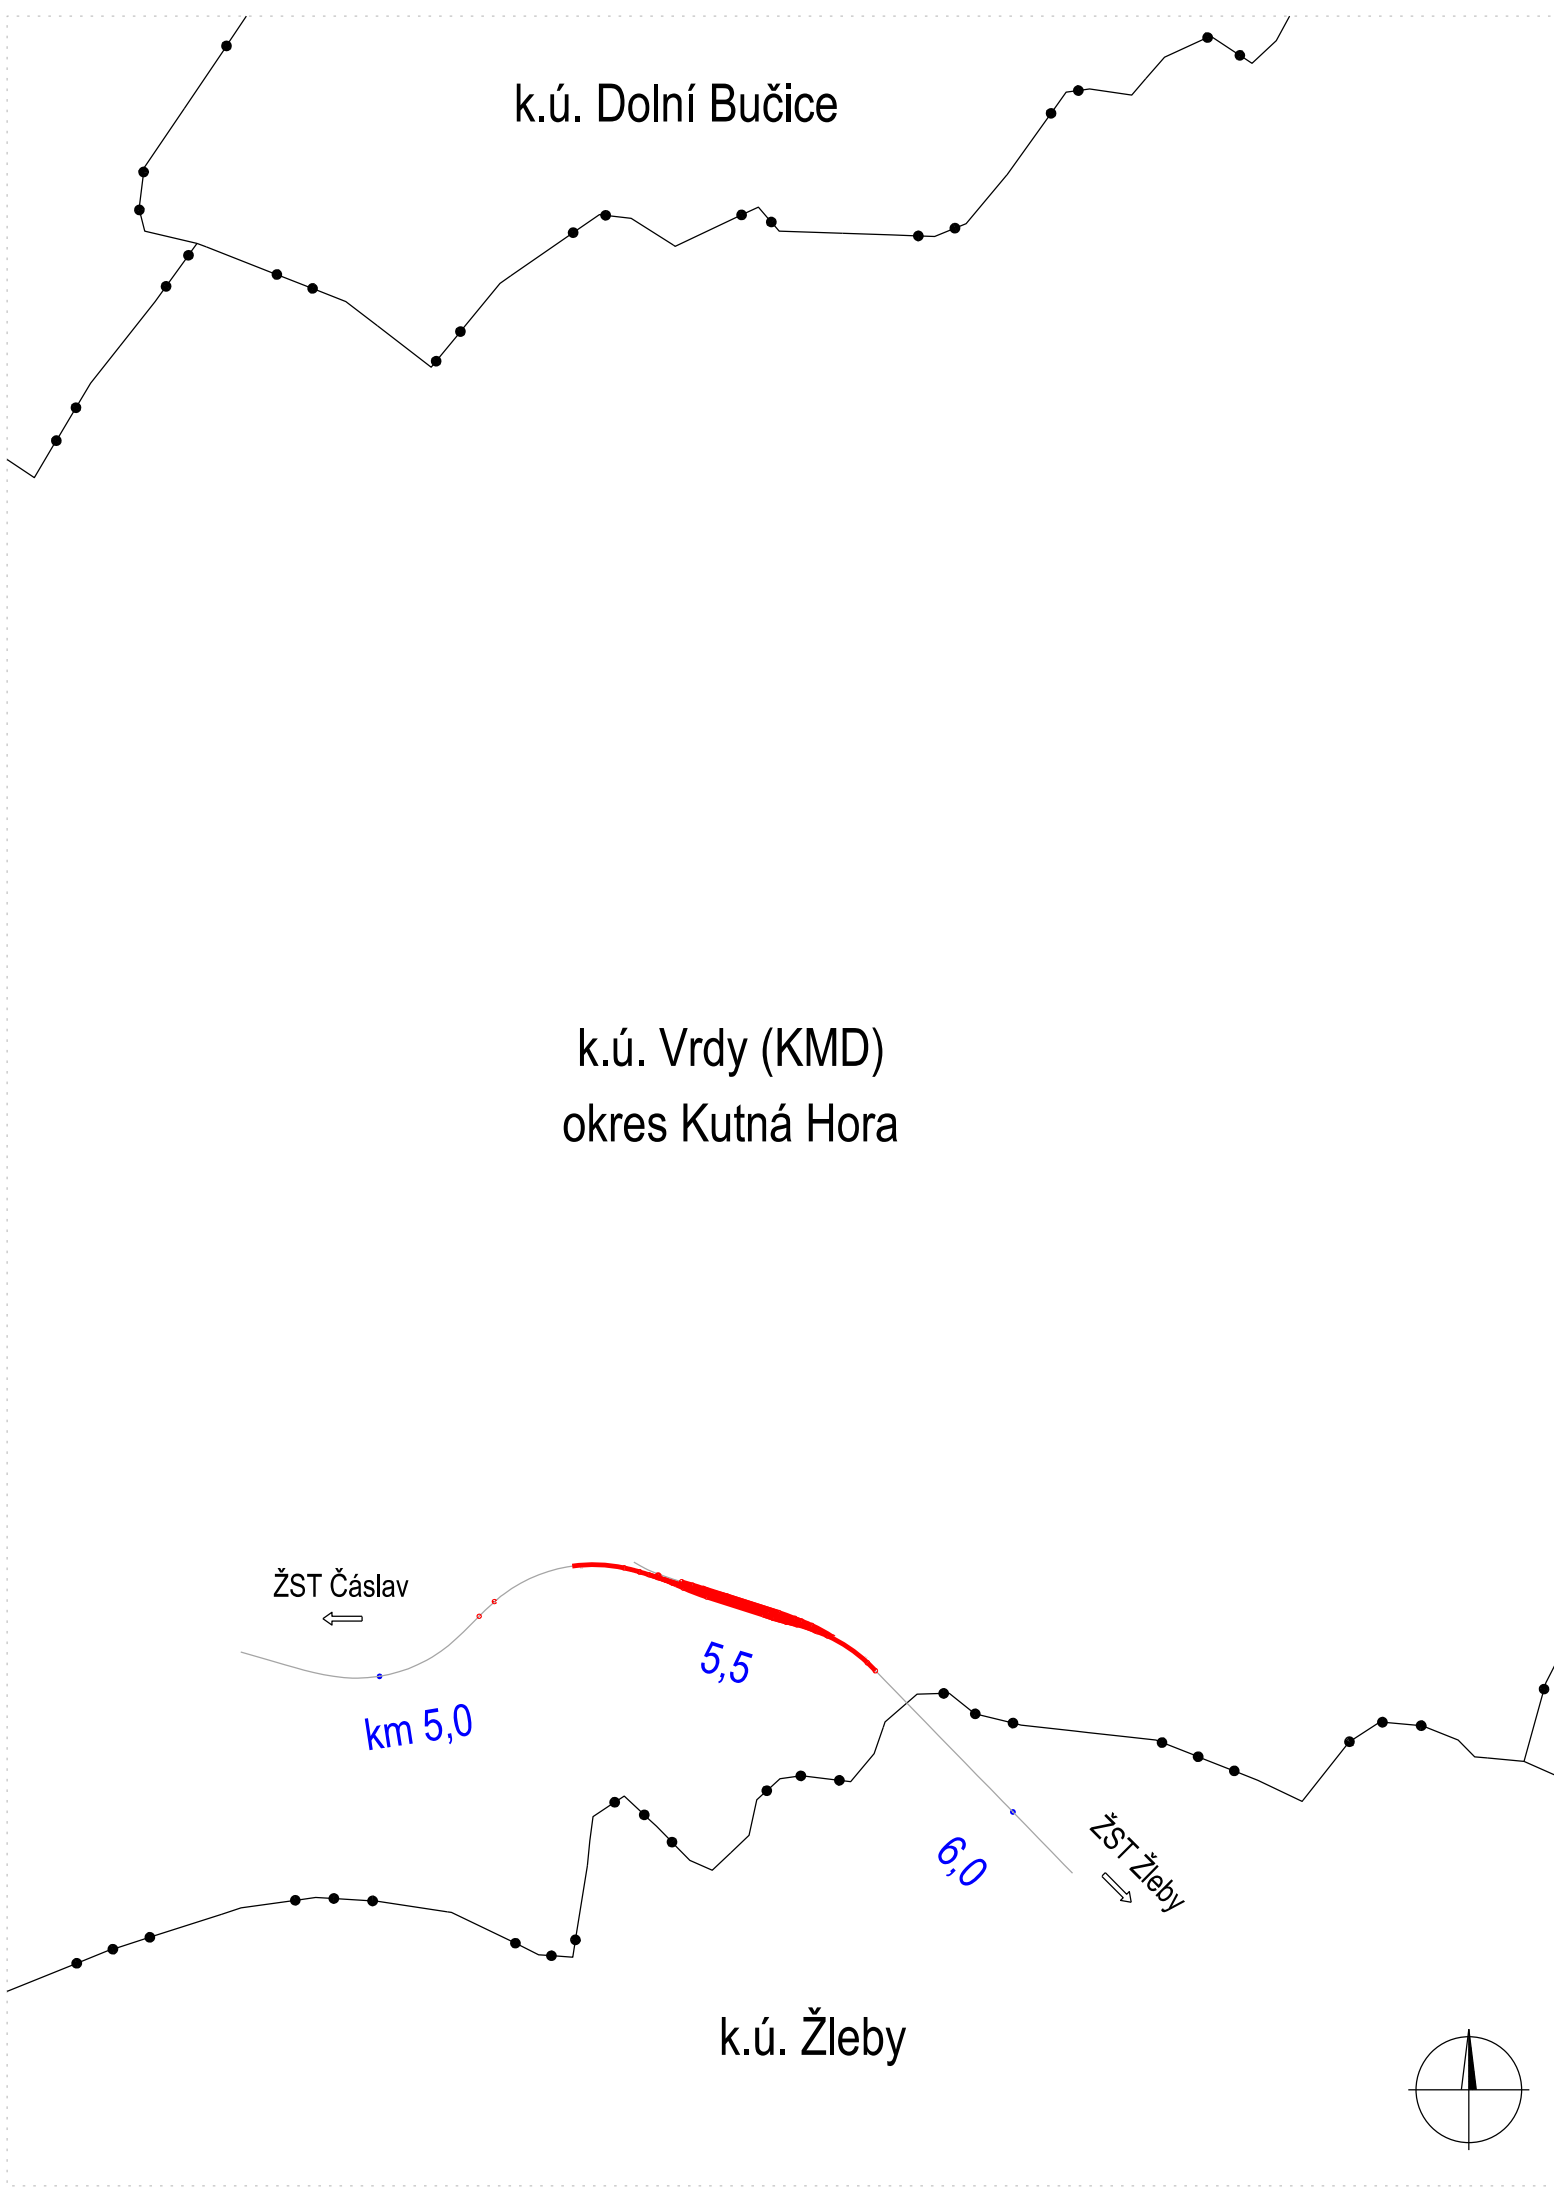 k.ú. Dolní Bučice
k.ú. Vrdy (KMD)
okres Kutná Hora
ŽST Čáslav
5,5
km 5,0
6,0
ŽST Žleby
k.ú. Žleby